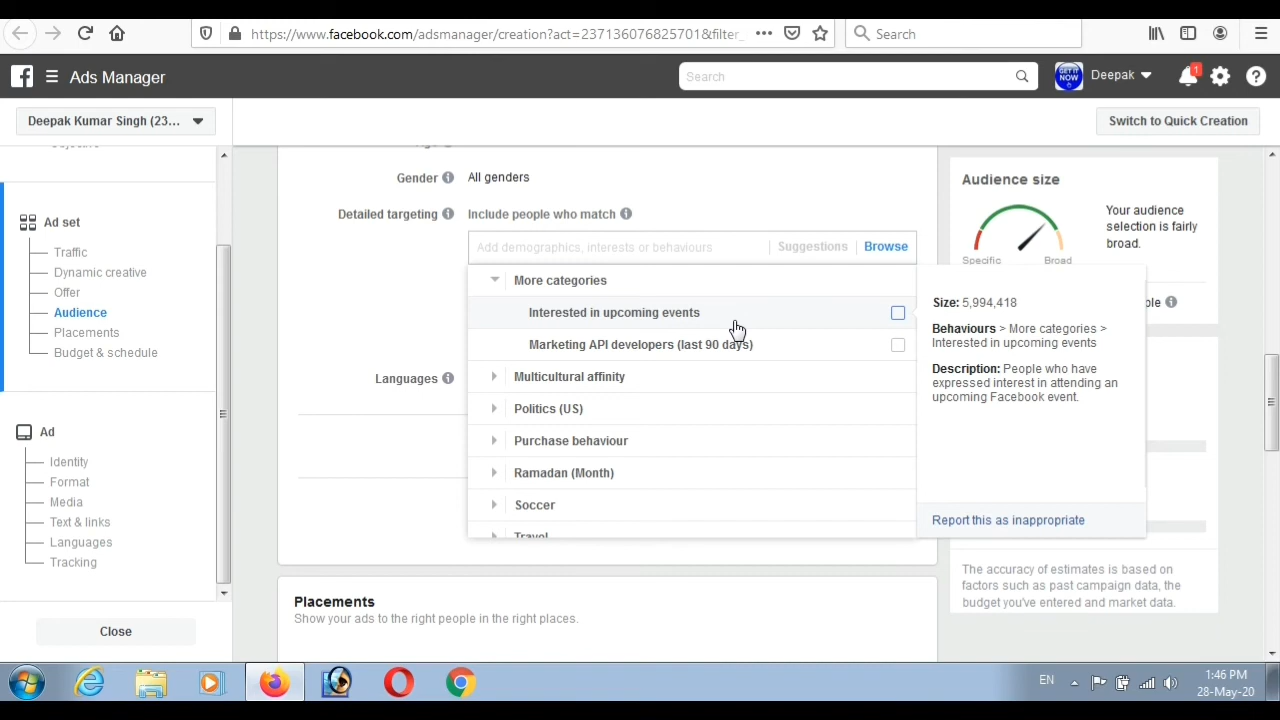 https://www.facebook.com/adsmanager/creation?act=237136076825701&filter_
Search
Ads Manager
Search
GET IT NOW
Deepak
1
Deepak Kumar Singh (23...
Switch to Quick Creation
Objective
Ad set
Traffic
Dynamic creative
Offer
Audience
Placements
Budget & schedule
Ad
Identity
Format
Media
Text & links
Languages
Tracking
Close
Gender
All genders
Detailed targeting
Include people who match
Add demographics, interests or behaviours
Suggestions
Browse
More categories
Interested in upcoming events
Marketing API developers (last 90 days)
Multicultural affinity
Politics (US)
Purchase behaviour
Ramadan (Month)
Soccer
Travel
Languages
Size: 5,994,418
Behaviours > More categories >
Interested in upcoming events
Description: People who have
expressed interest in attending an
upcoming Facebook event.
Report this as inappropriate
Audience size
Your audience
selection is fairly
broad.
Specific
Broad
The accuracy of estimates is based on
factors such as past campaign data, the
budget you've entered and market data.
Placements
Show your ads to the right people in the right places.
EN
1:46 PM
28-May-20